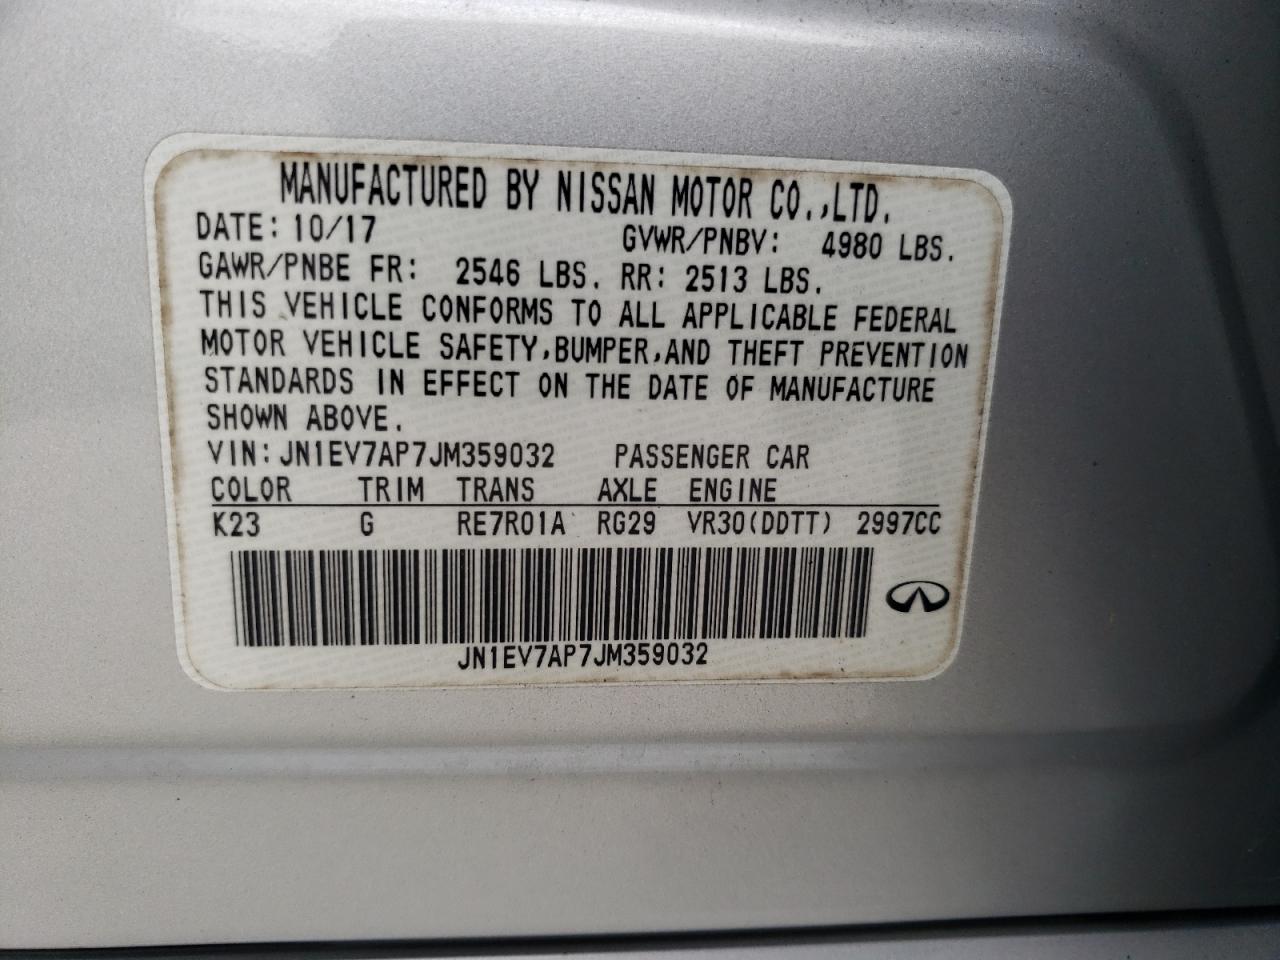 MANUFACTURED BY NISSAN MOTOR CO.,LTD.
DATE: 10/17 GVWR/PNBV: 4980 LBS.
GAWR/PNBE FR: 2546 LBS. RR: 2513 LBS.
THIS VEHICLE CONFORMS TO ALL APPLICABLE FEDERAL
MOTOR VEHICLE SAFETY,BUMPER,AND THEFT PREVENTION
STANDARDS IN EFFECT ON THE DATE OF MANUFACTURE
SHOWN ABOVE.
VIN:JN1EV7AP7JM359032 PASSENGER CAR
COLOR TRIM TRANS AXLE ENGINE
K23 G RE7R01A RG29 VR30(DDTT) 2997CC
JN1EV7AP7JM359032